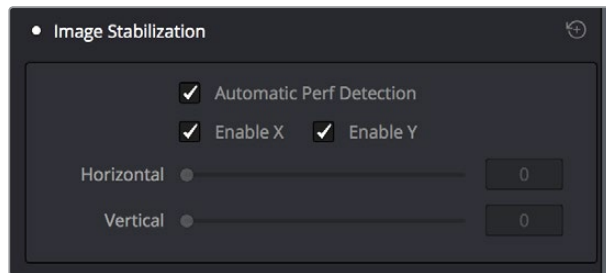 Image Stabilization
Automatic Perf Detection
Enable X Enable Y
Horizontal 0
Vertical 0